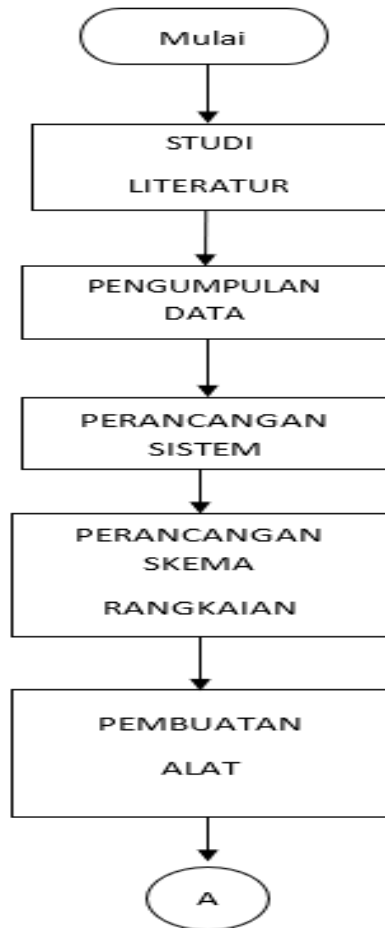 Mulai
STUDI
LITERATUR
PENGUMPULAN
DATA
PERANCANGAN
SISTEM
PERANCANGAN
SKEMA
RANGKAIAN
PEMBUATAN
ALAT
A